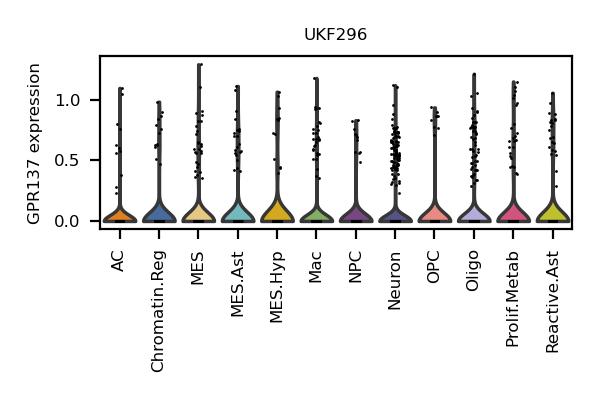 UKF296
GPR137 expression
1.0
0.5
0.0
AC
Chromatin.Reg
MES
MES.Ast
MES.Hyp
Mac
NPC
Neuron
OPC
Oligo
Prolif.Metab
Reactive.Ast